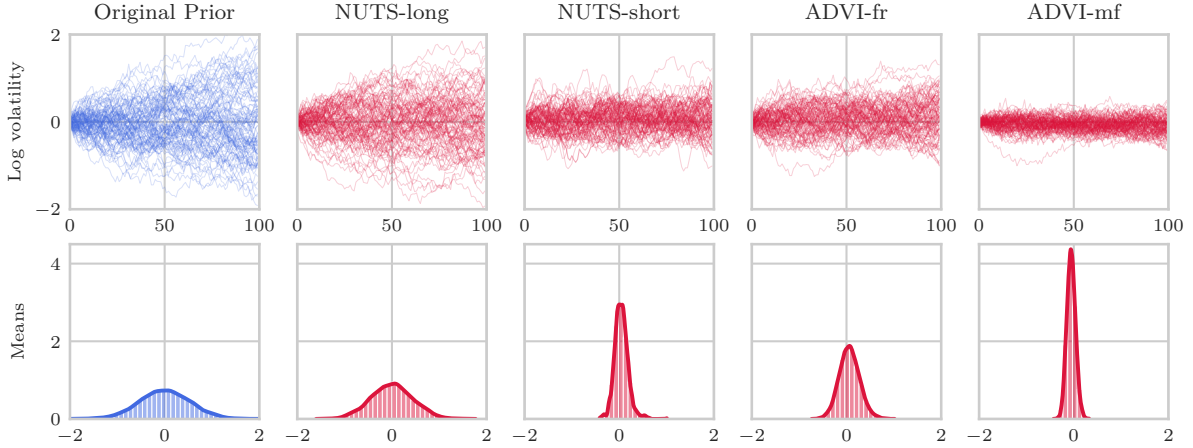 Original Prior NUTS-long NUTS-short ADVI-fr ADVI-mf
Log volatility
2
1
0
−1
−2
0 50 100 0 50 100 0 50 100 0 50 100 0 50 100
Means
4
2
0
−2 0 2 −2 0 2 −2 0 2 −2 0 2 −2 0 2